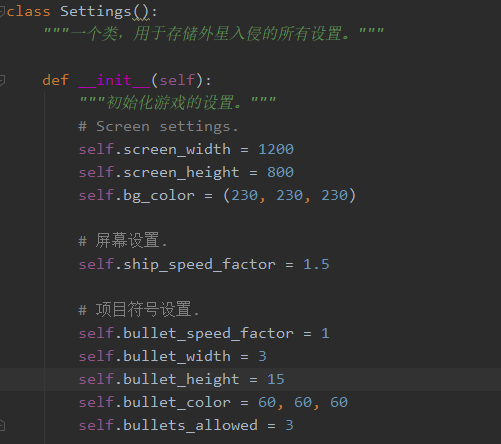 class Settings():
    """一个类，用于存储外星入侵的所有设置。"""

    def __init__(self):
        """初始化游戏的设置。"""
        # Screen settings.
        self.screen_width = 1200
        self.screen_height = 800
        self.bg_color = (230, 230, 230)

        # 屏幕设置.
        self.ship_speed_factor = 1.5

        # 项目符号设置.
        self.bullet_speed_factor = 1
        self.bullet_width = 3
        self.bullet_height = 15
        self.bullet_color = 60, 60, 60
        self.bullets_allowed = 3